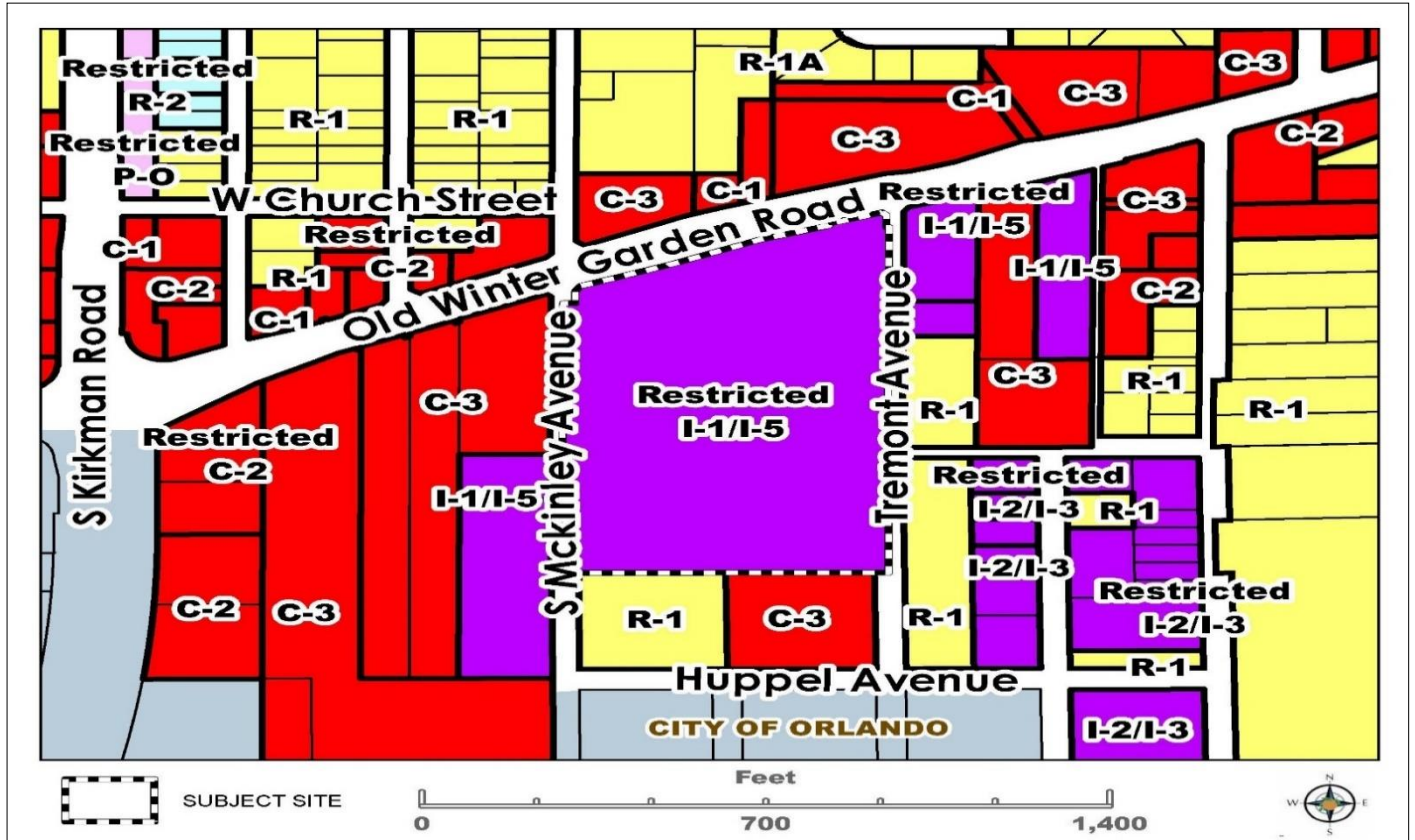 Restricted
R-2
Restricted
P-O
R-1
R-1
R-1A
C-1
C-3
C-3
C-3
C-2
W Church Street
C-3
C-1
Restricted
I-1/I-5
C-3
C-1
C-2
R-1
Restricted
C-2
C-1
Old Winter Garden Road
I-1/I-5
C-2
S Kirkman Road
Restricted
C-2
C-3
I-1/I-5
S Mckinley Avenue
Restricted
I-1/I-5
Tremont Avenue
R-1
C-3
R-1
R-1
Restricted
I-2/I-3
R-1
I-2/I-3
Restricted
I-2/I-3
C-2
C-3
R-1
C-3
R-1
R-1
Huppel Avenue
CITY OF ORLANDO
I-2/I-3
SUBJECT SITE
Feet
0
700
1,400
N
W
E
S